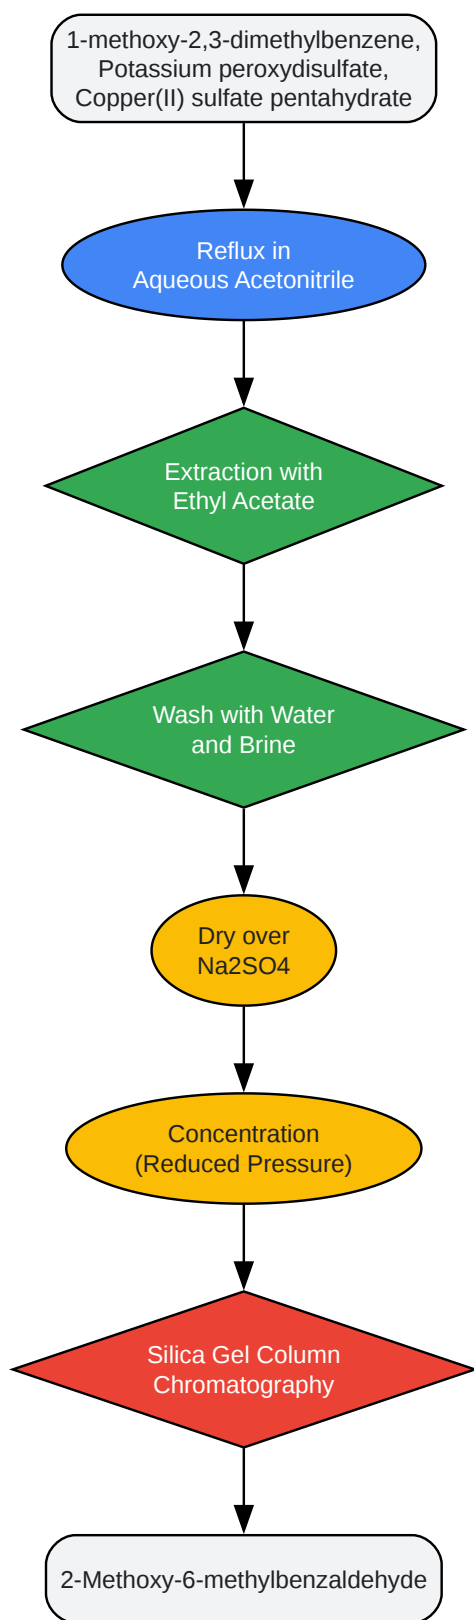 1-methoxy-2,3-dimethylbenzene,
Potassium peroxydisulfate,
Copper(II) sulfate pentahydrate
Reflux in
Aqueous Acetonitrile
Extraction with
Ethyl Acetate
Wash with Water
and Brine
Dry over
Na2SO4
Concentration
(Reduced Pressure)
Silica Gel Column
Chromatography
2-Methoxy-6-methylbenzaldehyde